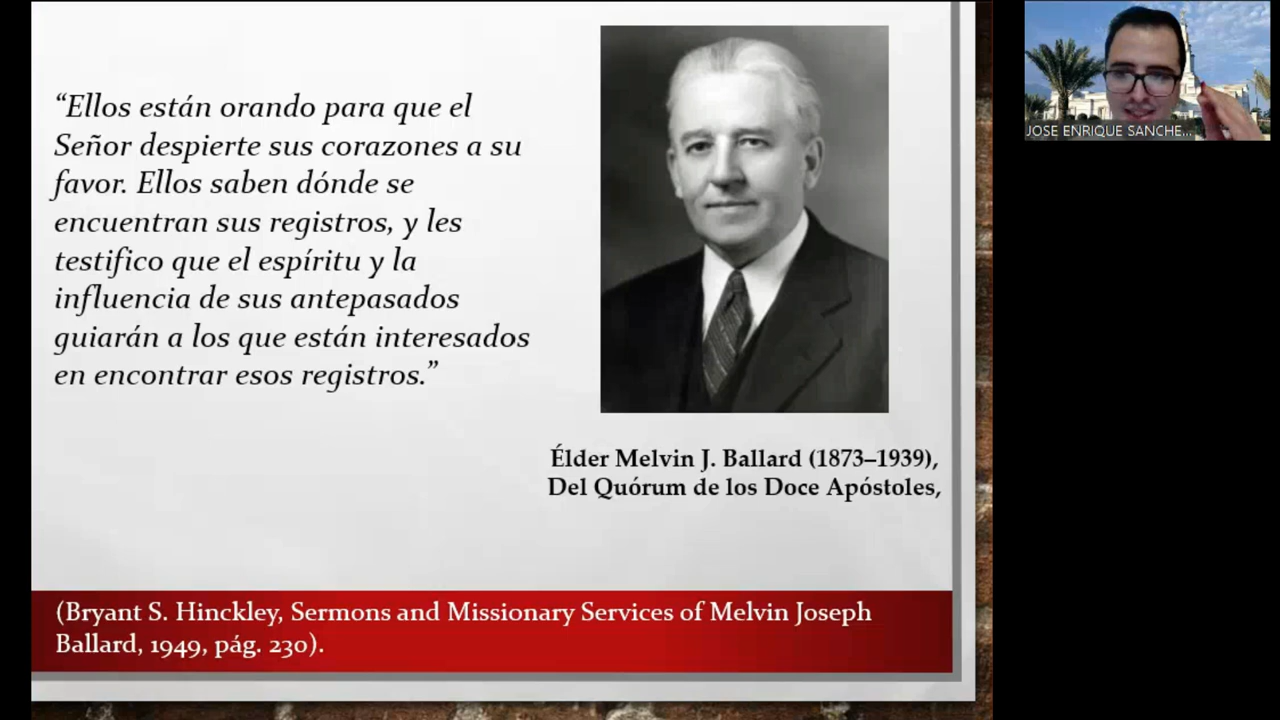 “Ellos están orando para que el
Señor despierte sus corazones a su
favor. Ellos saben dónde se
encuentran sus registros, y les
testifico que el espíritu y la
influencia de sus antepasados
guiarán a los que están interesados
en encontrar esos registros.”
Élder Melvin J. Ballard (1873–1939),
Del Quórum de los Doce Apóstoles,
(Bryant S. Hinckley, Sermons and Missionary Services of Melvin Joseph
Ballard, 1949, pág. 230).
JOSE ENRIQUE SANCHE...